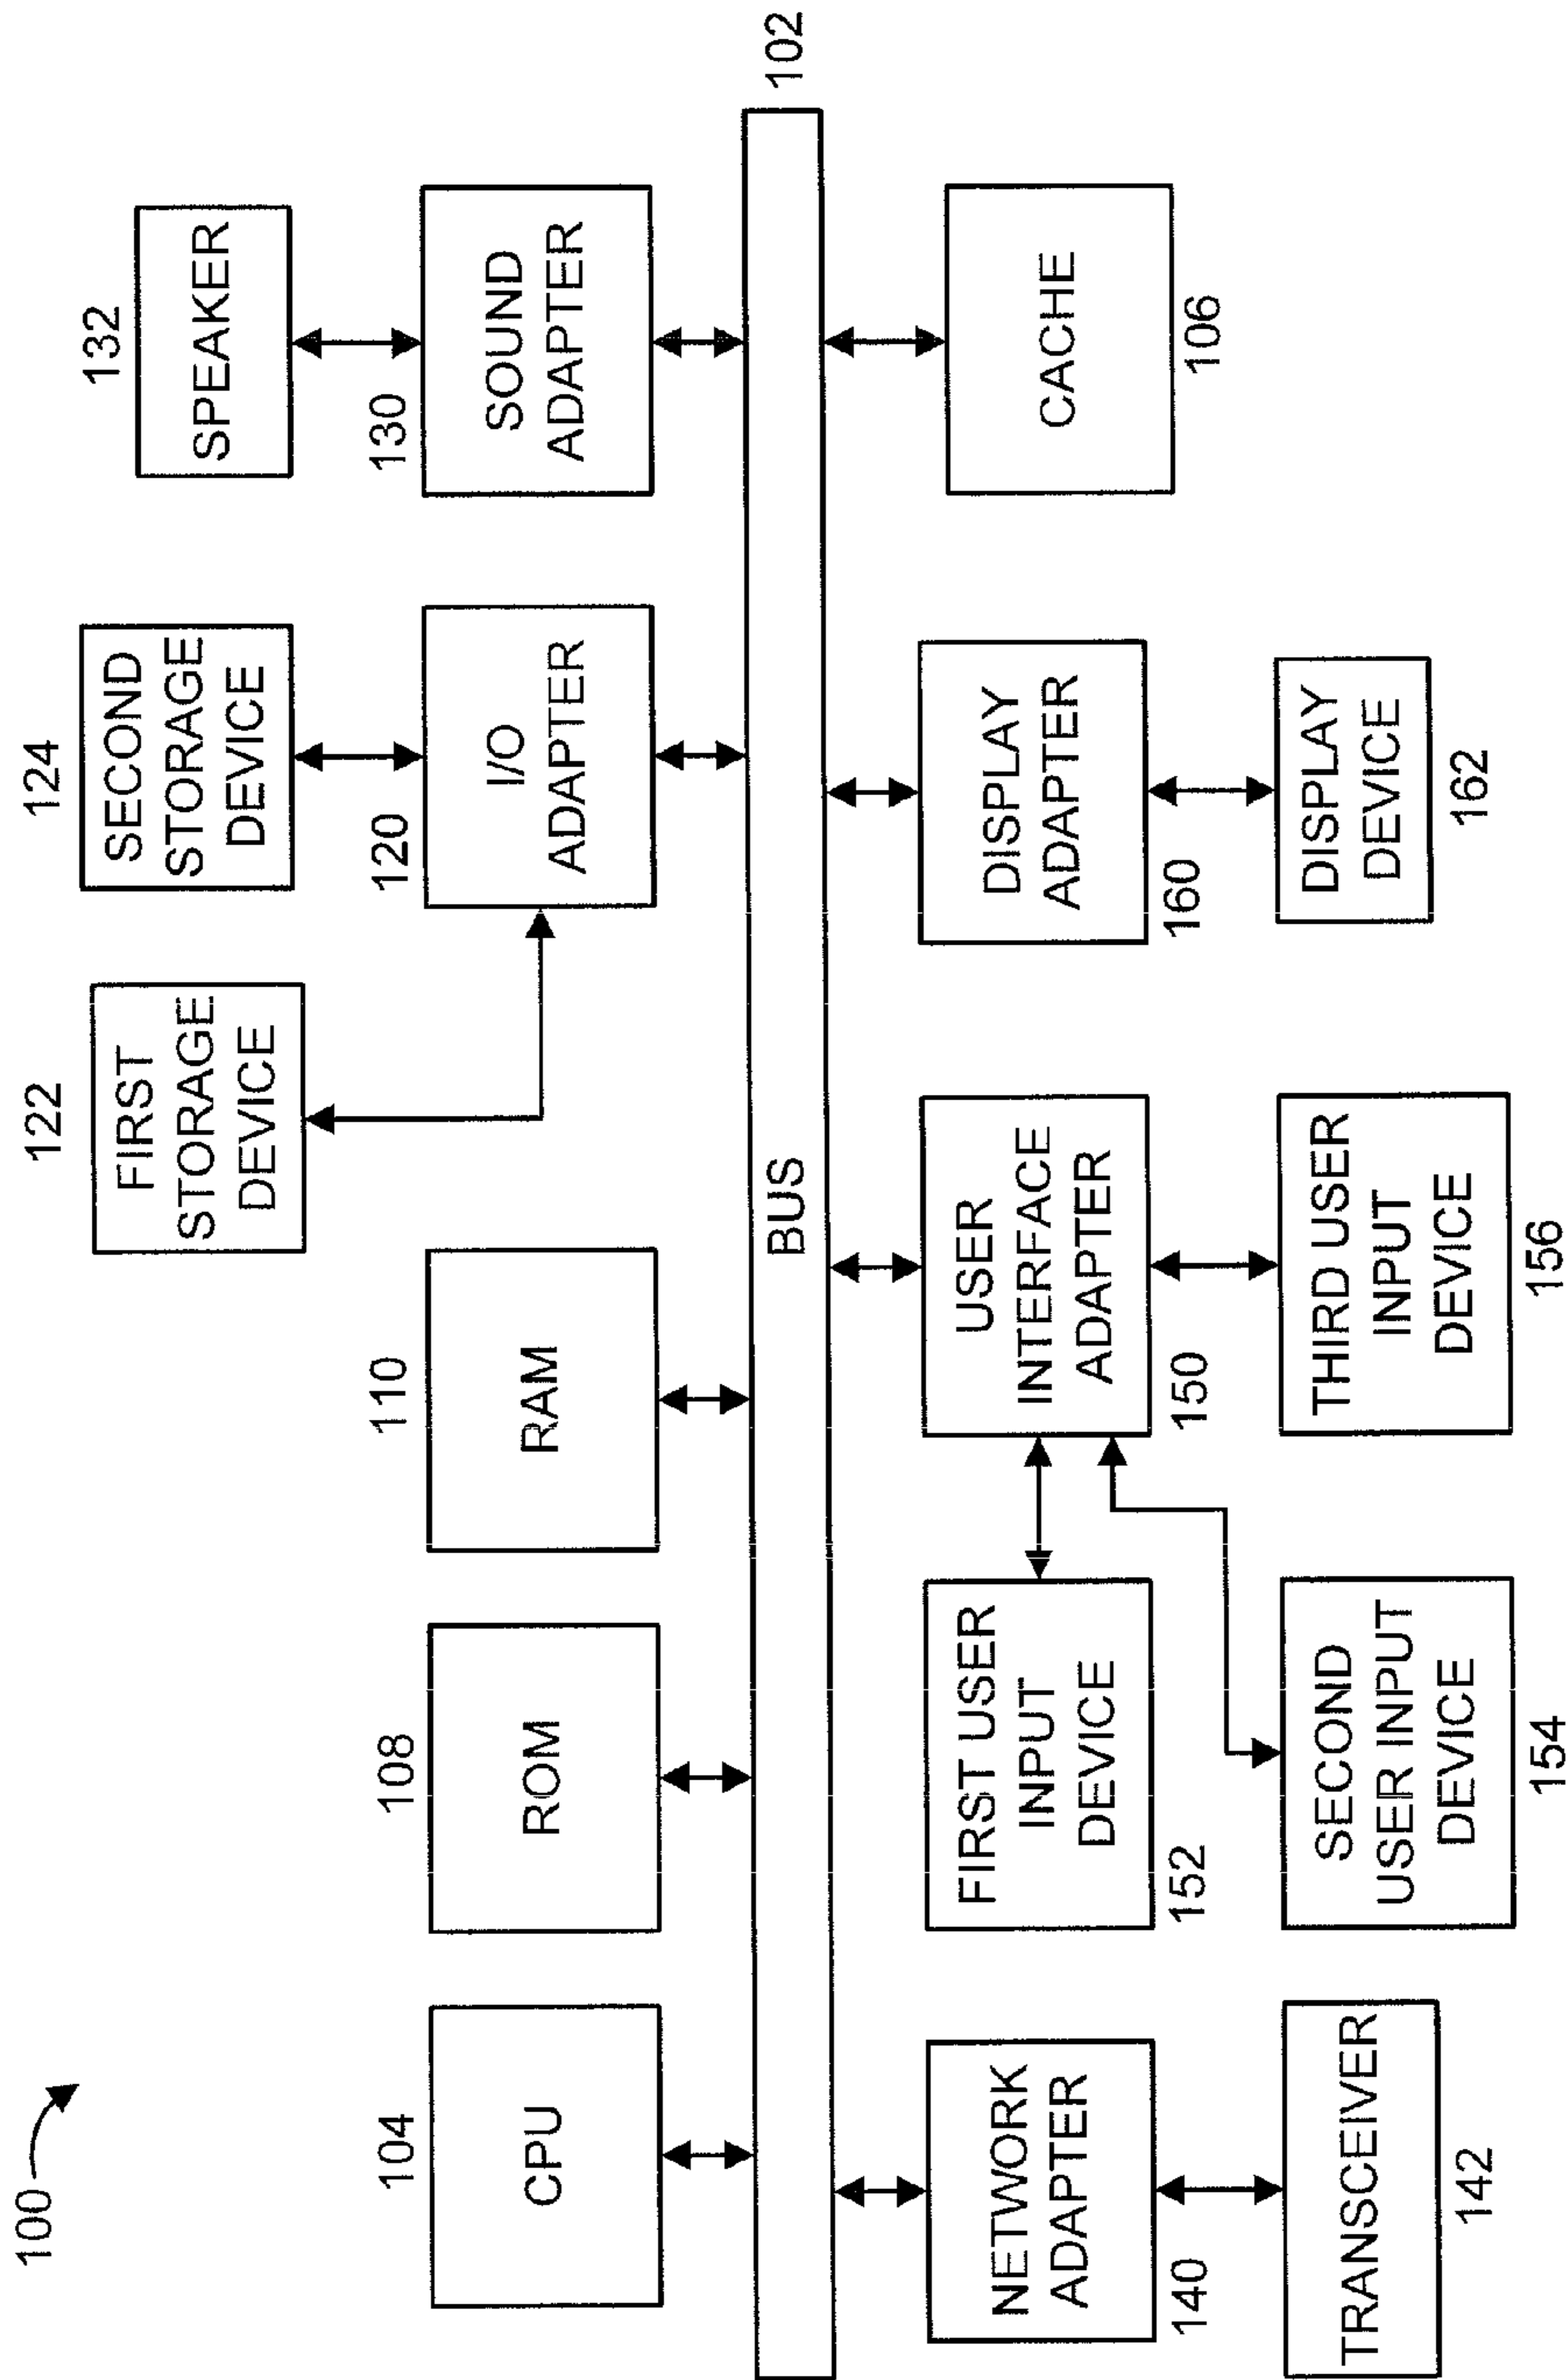 100
104
CPU
108
ROM
110
RAM
122
FIRST
STORAGE
DEVICE
124
SECOND
STORAGE
DEVICE
120
I/O
ADAPTER
132
SPEAKER
130
SOUND
ADAPTER
BUS
102
NETWORK
ADAPTER
140
TRANSCEIVER
142
FIRST USER
INPUT
DEVICE
152
SECOND
USER INPUT
DEVICE
154
USER
INTERFACE
ADAPTER
150
THIRD USER
INPUT
DEVICE
156
DISPLAY
ADAPTER
160
DISPLAY
DEVICE
162
CACHE
106